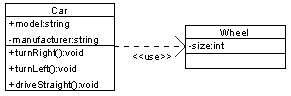 Car
+model:string
-manufacturer:string
+turnRight():void
+turnLeft():void
+driveStraight():void
<<use>>
Wheel
-size:int